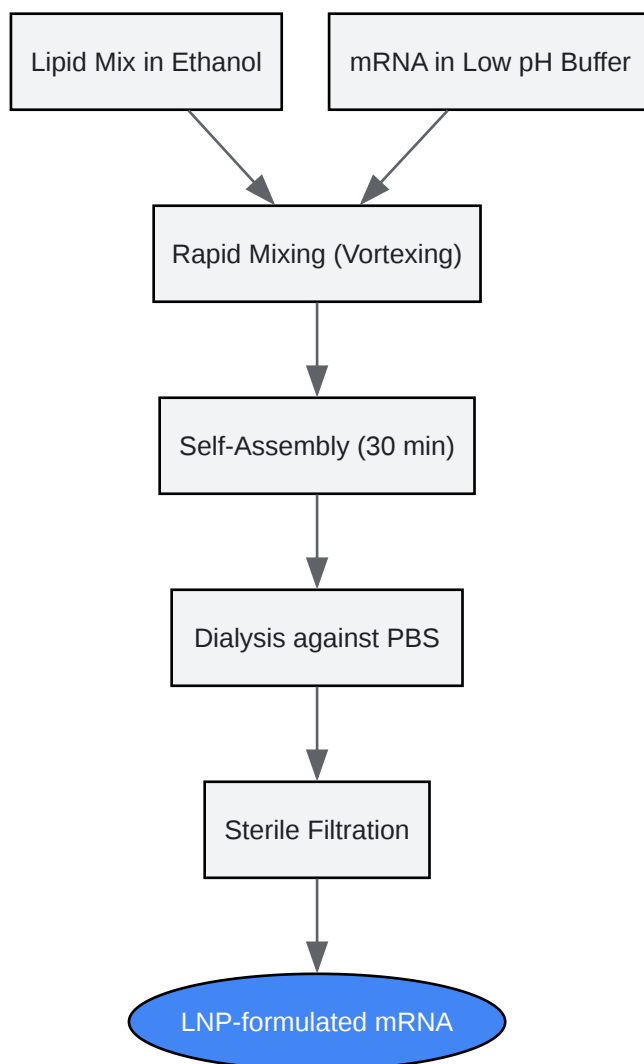 Lipid Mix in Ethanol
mRNA in Low pH Buffer
Rapid Mixing (Vortexing)
Self-Assembly (30 min)
Dialysis against PBS
Sterile Filtration
LNP-formulated mRNA